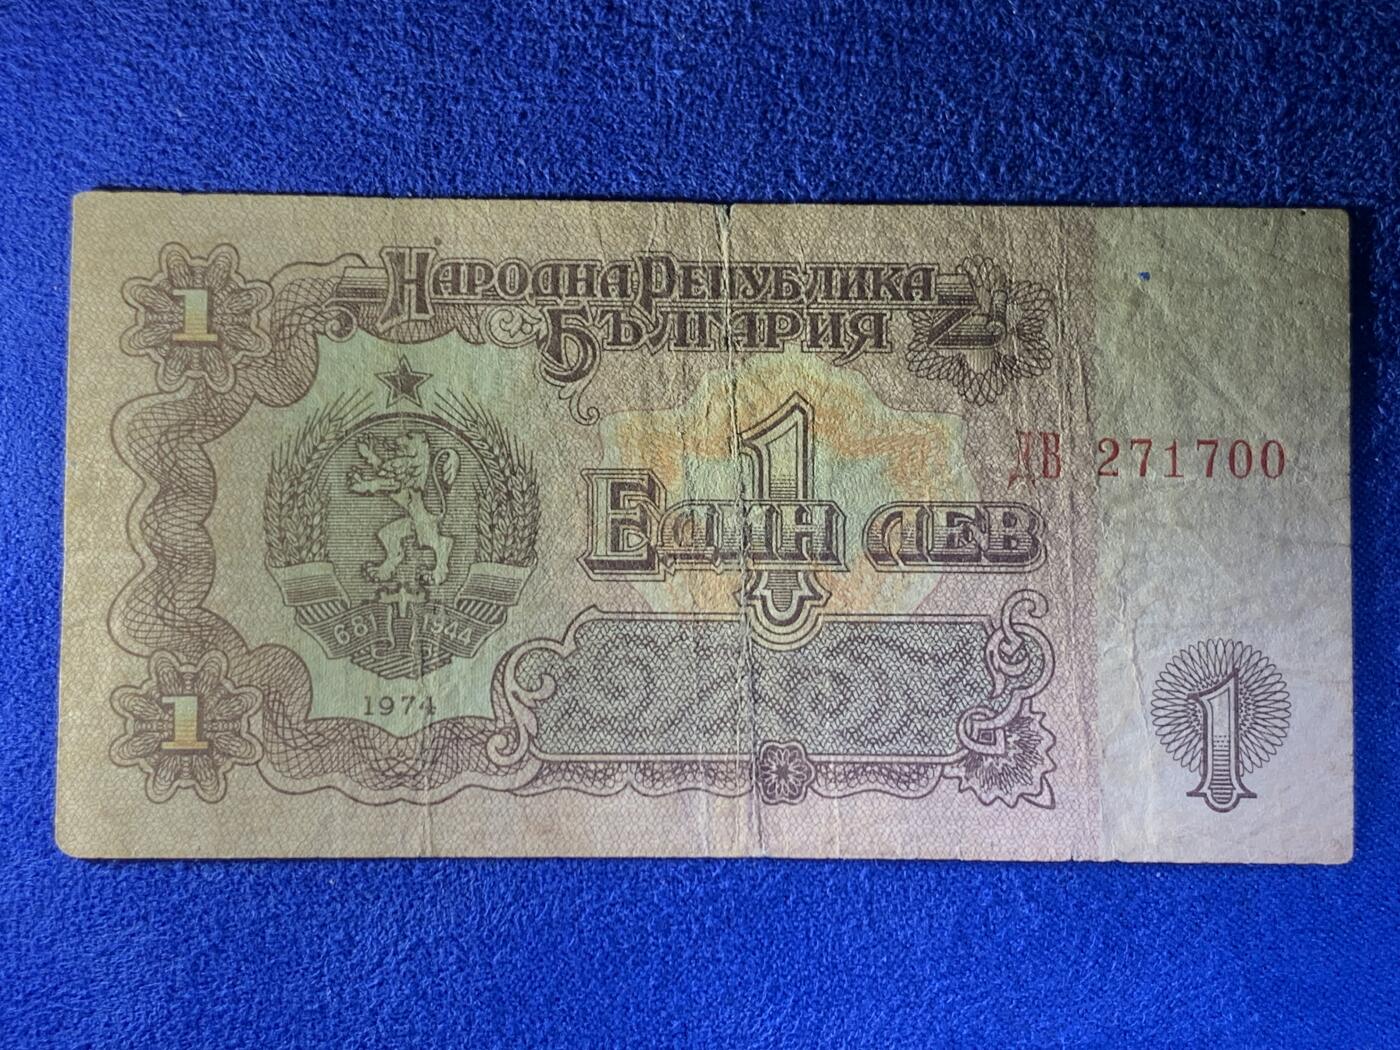 1
Народна Република
България
1
Един лев
ДВ 271700
681 1944
1974
1
1